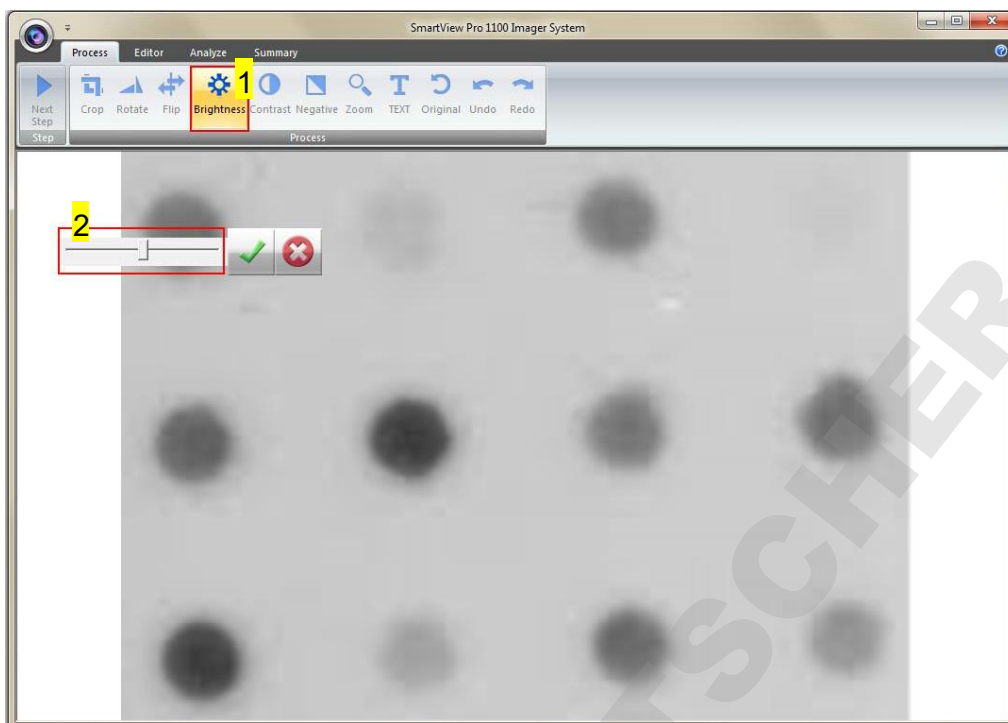 SmartView Pro 1100 Imager System
Process Editor Analyze Summary
1
Next Step
Crop Rotate Flip Brightness Contrast Negative Zoom TEXT Original Undo Redo
Step Process
2
TSCHER